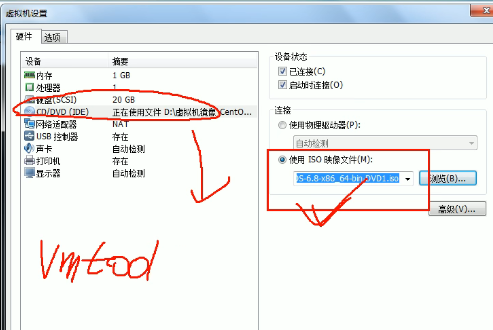 虚拟机设置
硬件 选项
设备 摘要
内存 1 GB
处理器 1
硬盘(SCSI) 20 GB
CD/DVD (IDE) 正在使用文件 D:\虚拟机镜像\CentO...
网络适配器 NAT
USB 控制器 存在
声卡 自动检测
打印机 存在
显示器 自动检测
设备状态
已连接(C)
启动时连接(O)
连接
使用物理驱动器(P):
自动检测
使用 ISO 映像文件(M):
OS-6.8-x86_64-bin-DVD1.iso
浏览(B)...
高级(V)...
Vmtool